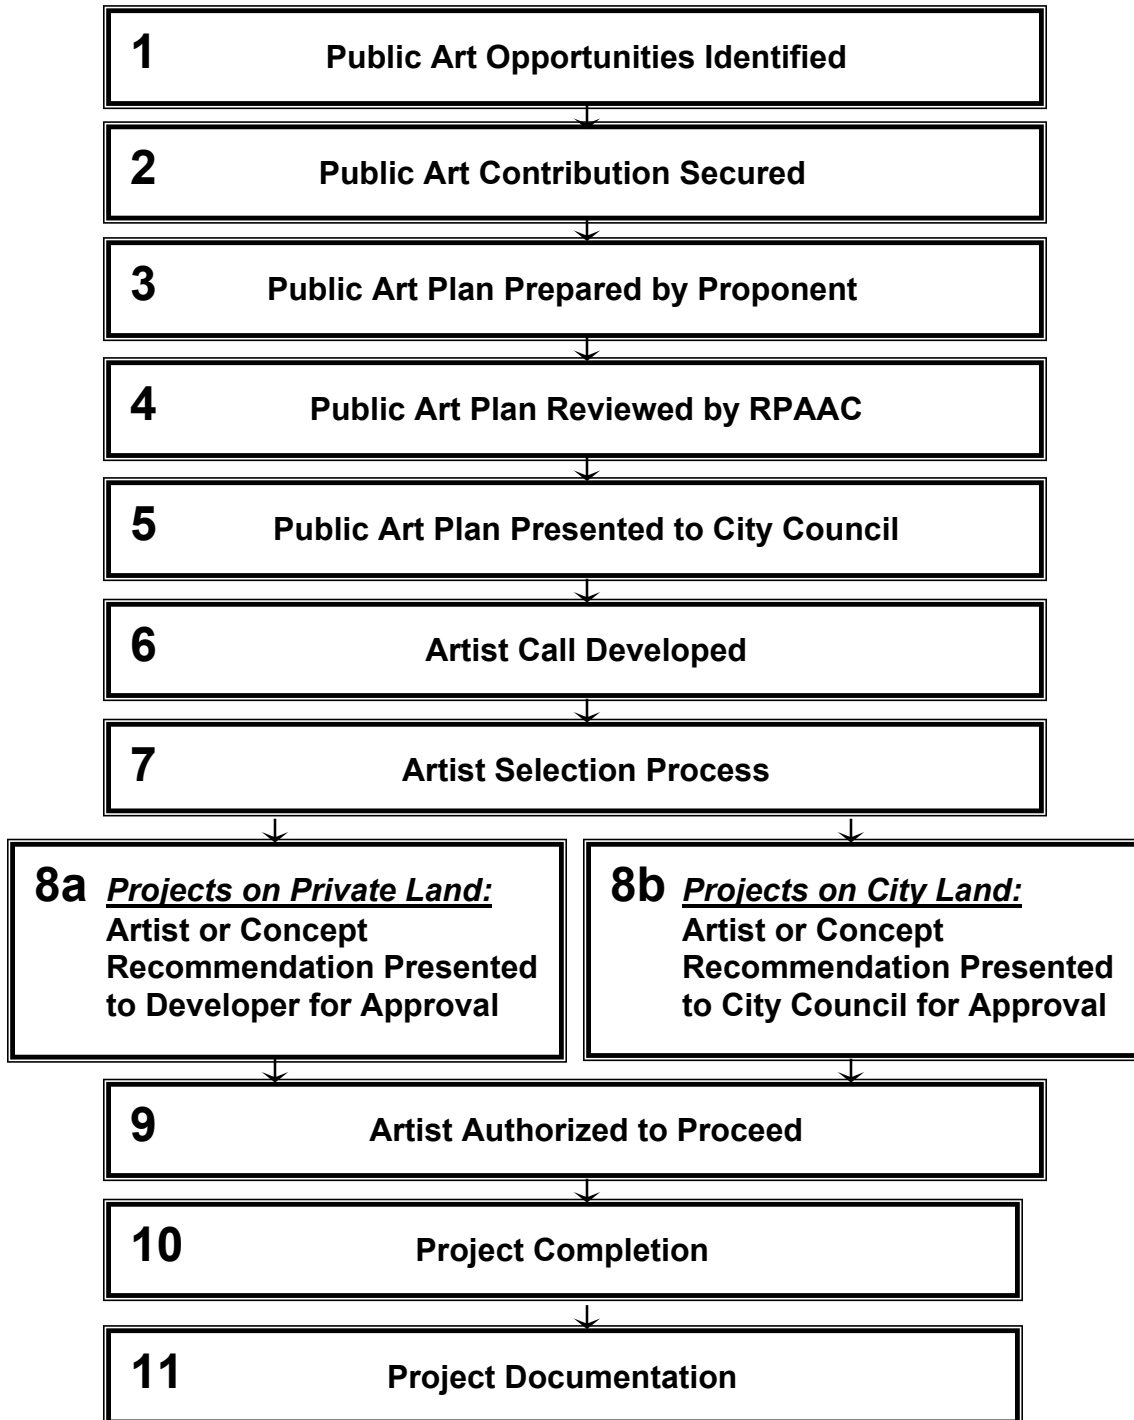 1 Public Art Opportunities Identified
2 Public Art Contribution Secured
3 Public Art Plan Prepared by Proponent
4 Public Art Plan Reviewed by RPAAC
5 Public Art Plan Presented to City Council
6 Artist Call Developed
7 Artist Selection Process
8a Projects on Private Land:
Artist or Concept
Recommendation Presented
to Developer for Approval
8b Projects on City Land:
Artist or Concept
Recommendation Presented
to City Council for Approval
9 Artist Authorized to Proceed
10 Project Completion
11 Project Documentation